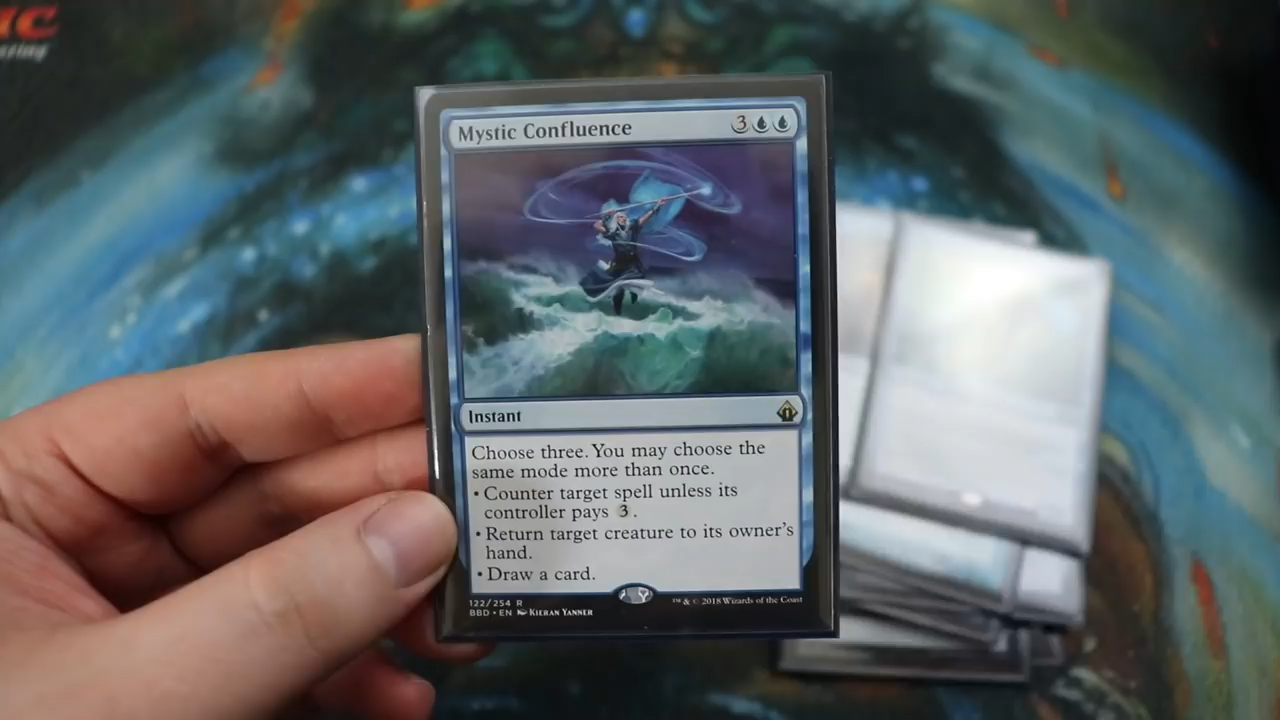 Mystic Confluence 3
Instant
Choose three. You may choose the
same mode more than once.
• Counter target spell unless its
controller pays 3.
• Return target creature to its owner's
hand.
• Draw a card.
122/254 R
BBD • EN Kieran Yanner
™ & © 2018 Wizards of the Coast